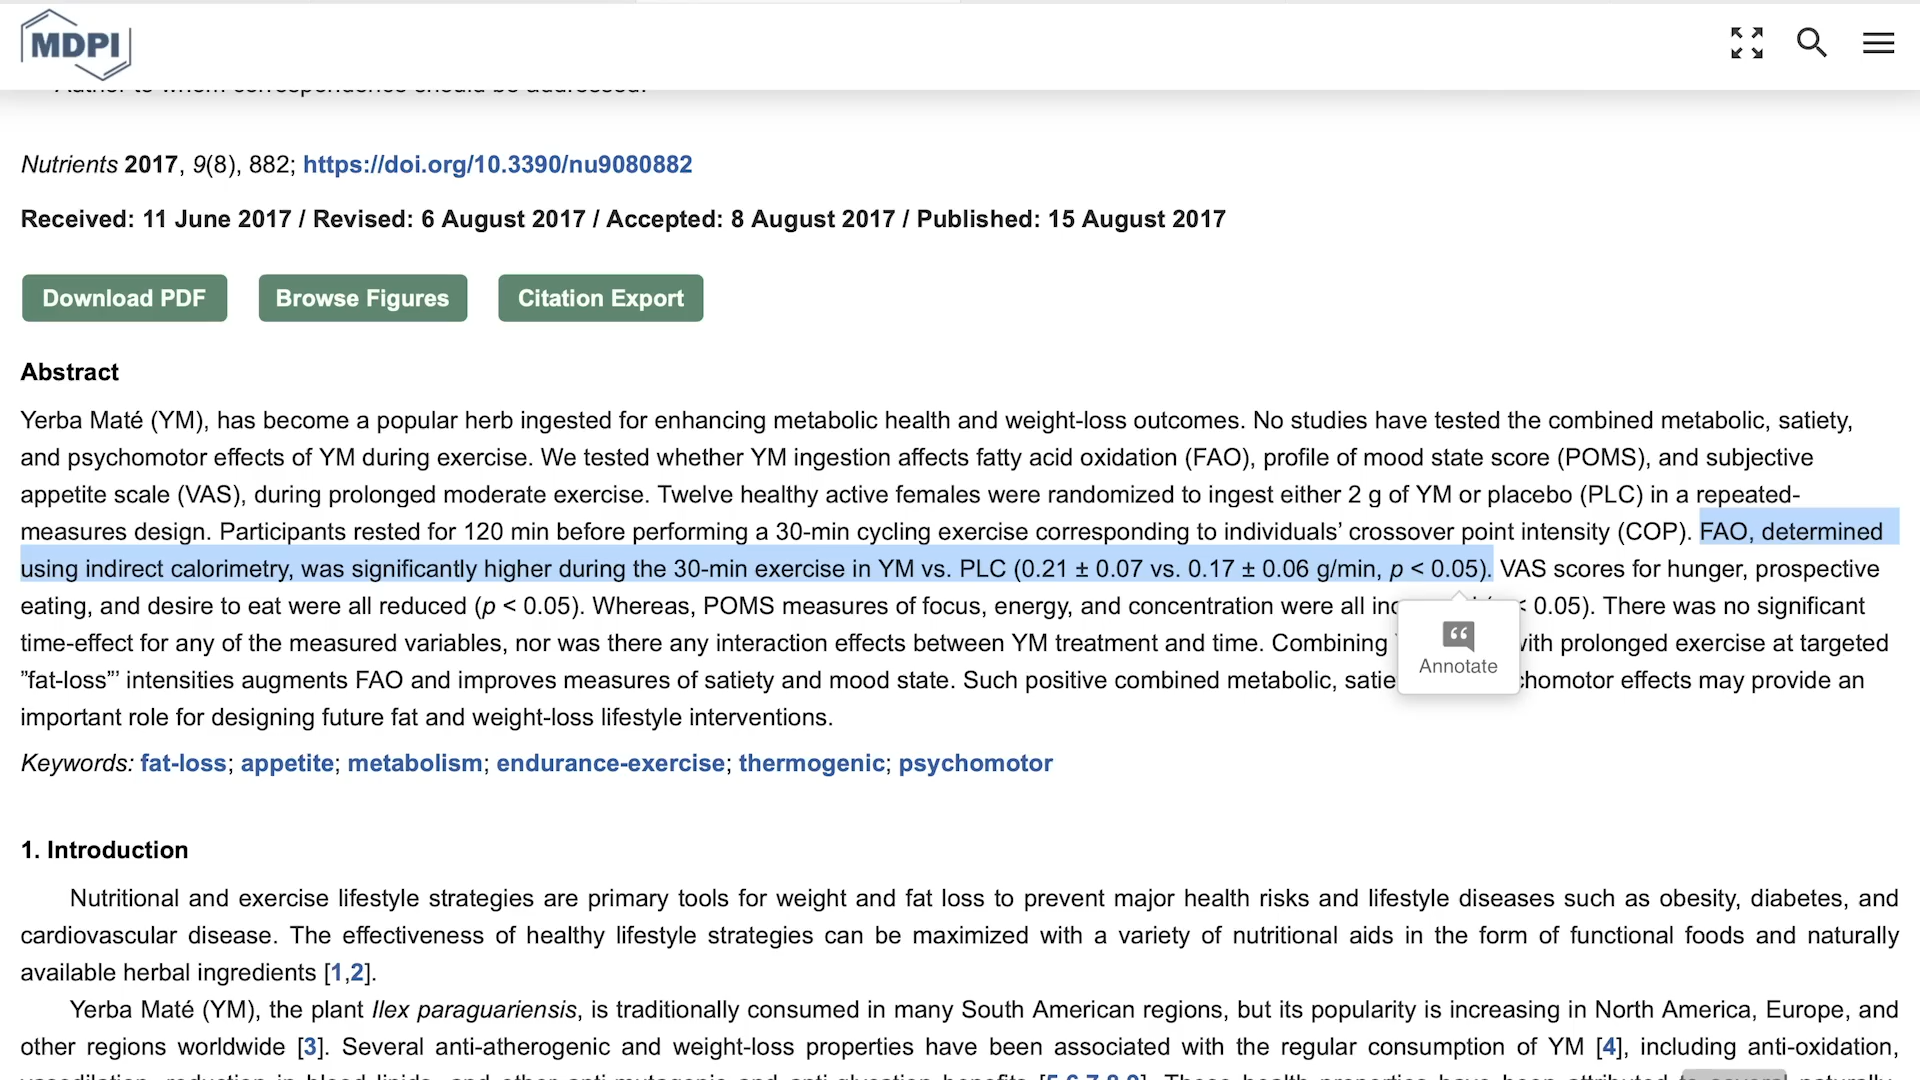 MDPI
Author to whom correspondence should be addressed.
Nutrients 2017, 9(8), 882; https://doi.org/10.3390/nu9080882
Received: 11 June 2017 / Revised: 6 August 2017 / Accepted: 8 August 2017 / Published: 15 August 2017
Download PDF Browse Figures Citation Export
Abstract
Yerba Maté (YM), has become a popular herb ingested for enhancing metabolic health and weight-loss outcomes. No studies have tested the combined metabolic, satiety,
and psychomotor effects of YM during exercise. We tested whether YM ingestion affects fatty acid oxidation (FAO), profile of mood state score (POMS), and subjective
appetite scale (VAS), during prolonged moderate exercise. Twelve healthy active females were randomized to ingest either 2 g of YM or placebo (PLC) in a repeated-
measures design. Participants rested for 120 min before performing a 30-min cycling exercise corresponding to individuals’ crossover point intensity (COP). FAO, determined
using indirect calorimetry, was significantly higher during the 30-min exercise in YM vs. PLC (0.21 ± 0.07 vs. 0.17 ± 0.06 g/min, p < 0.05). VAS scores for hunger, prospective
eating, and desire to eat were all reduced (p < 0.05). Whereas, POMS measures of focus, energy, and concentration were all < 0.05). There was no significant
time-effect for any of the measured variables, nor was there any interaction effects between YM treatment and time. Combining with prolonged exercise at targeted
”fat-loss”’ intensities augments FAO and improves measures of satiety and mood state. Such positive combined metabolic, effects may provide an
important role for designing future fat and weight-loss lifestyle interventions.
Annotate
Keywords: fat-loss; appetite; metabolism; endurance-exercise; thermogenic; psychomotor
1. Introduction
Nutritional and exercise lifestyle strategies are primary tools for weight and fat loss to prevent major health risks and lifestyle diseases such as obesity, diabetes, and
cardiovascular disease. The effectiveness of healthy lifestyle strategies can be maximized with a variety of nutritional aids in the form of functional foods and naturally
available herbal ingredients [1,2].
Yerba Maté (YM), the plant Ilex paraguariensis, is traditionally consumed in many South American regions, but its popularity is increasing in North America, Europe, and
other regions worldwide [3]. Several anti-atherogenic and weight-loss properties have been associated with the regular consumption of YM [4], including anti-oxidation,